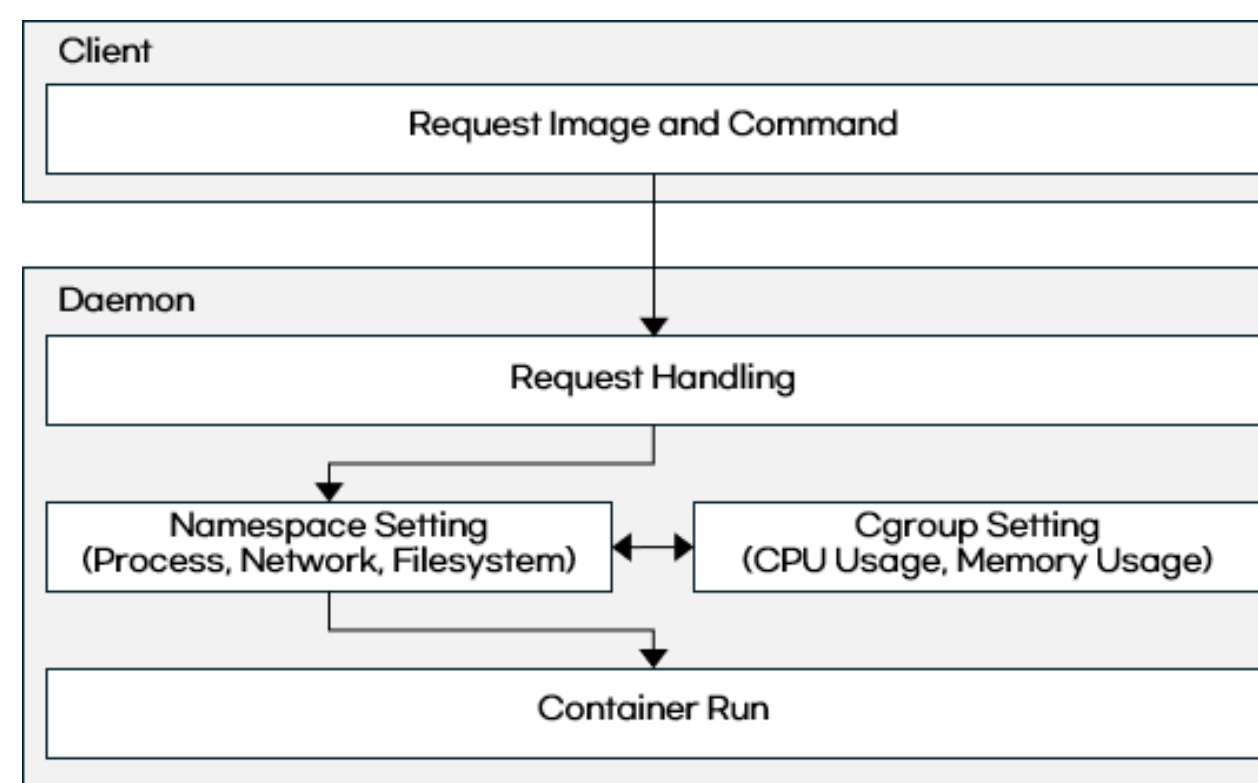 Client
Request Image and Command
Daemon
Request Handling
Namespace Setting
(Process, Network, Filesystem)
Cgroup Setting
(CPU Usage, Memory Usage)
Container Run